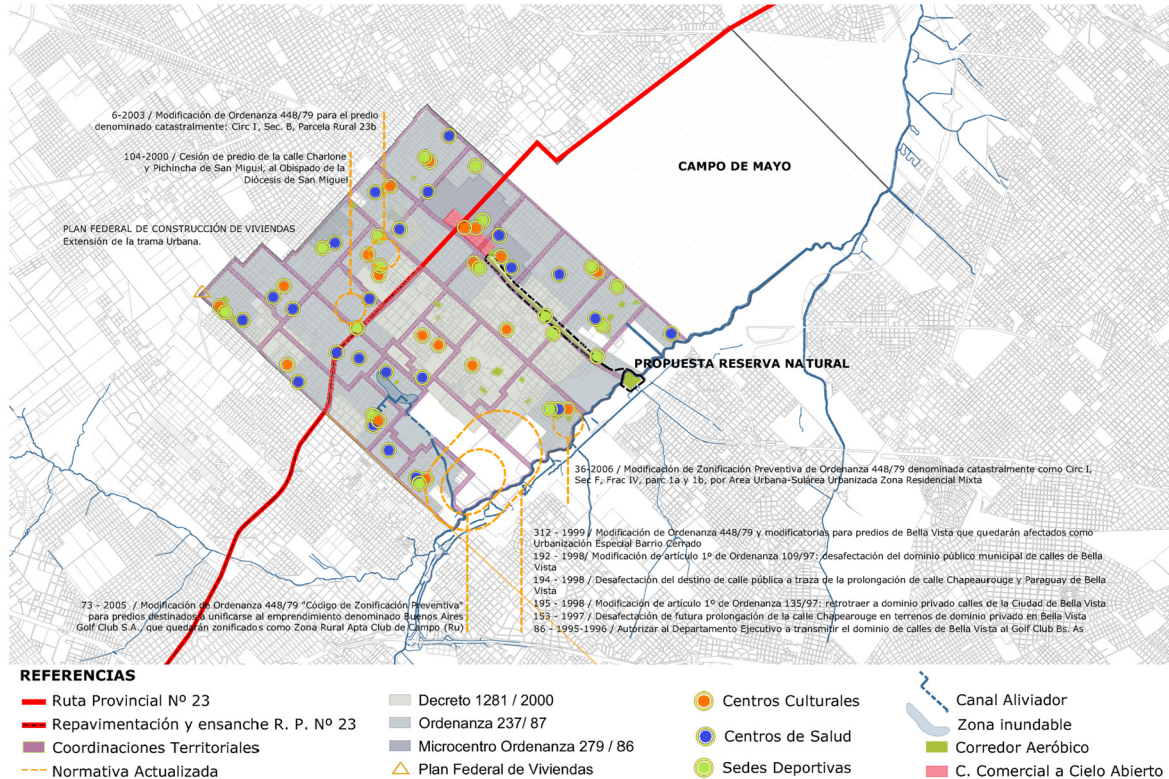 6-2003 / Modificación de Ordenanza 448/79 para el predio
denominado catastralmente: Circ I, Sec. B, Parcela Rural 23b
104-2000 / Cesión de predio de la calle Charlone
y Pichincha de San Miguel, al Obispado de la
Diócesis de San Miguel
CAMPO DE MAYO
PLAN FEDERAL DE CONSTRUCCIÓN DE VIVIENDAS
Extensión de la trama Urbana.
PROPUESTA RESERVA NATURAL
36-2006 / Modificación de Zonificación Preventiva de Ordenanza 448/79 denominada catastralmente como Circ I,
Sec F, Frac IV, parc 1a y 1b, por Area Urbana-Sulárea Urbanizada Zona Residencial Mixta
312 - 1999 / Modificación de Ordenanza 448/79 y modificatorias para predios de Bella Vista que quedarán afectados como
Urbanización Especial Barrio Cerrado
192 - 1998/ Modificación de artículo 1º de Ordenanza 109/97: desafectación del dominio público municipal de calles de Bella
Vista
194 - 1998 / Desafectación del destino de calle pública a traza de la prolongación de calle Chapeaurouge y Paraguay de Bella
Vista
195 - 1998 / Modificación de artículo 1º de Ordenanza 135/97: retrotraer a dominio privado calles de la Ciudad de Bella Vista
153 - 1997 / Desafectación de futura prolongación de la calle Chapearouge en terrenos de dominio privado en Bella Vista
86 - 1995-1996 / Autorizar al Departamento Ejecutivo a transmitir el dominio de calles de Bella Vista al Golf Club Bs. As
73 - 2005 / Modificación de Ordenanza 448/79 "Código de Zonificación Preventiva"
para predios destinados a unificarse al emprendimiento denominado Buenos Aires
Golf Club S.A., que quedarán zonificados como Zona Rural Apta Club de Campo (Ru)
REFERENCIAS
Ruta Provincial Nº 23
Repavimentación y ensanche R. P. Nº 23
Coordinaciones Territoriales
Normativa Actualizada
Decreto 1281 / 2000
Ordenanza 237/ 87
Microcentro Ordenanza 279 / 86
Plan Federal de Viviendas
Centros Culturales
Centros de Salud
Sedes Deportivas
Canal Aliviador
Zona inundable
Corredor Aeróbico
C. Comercial a Cielo Abierto